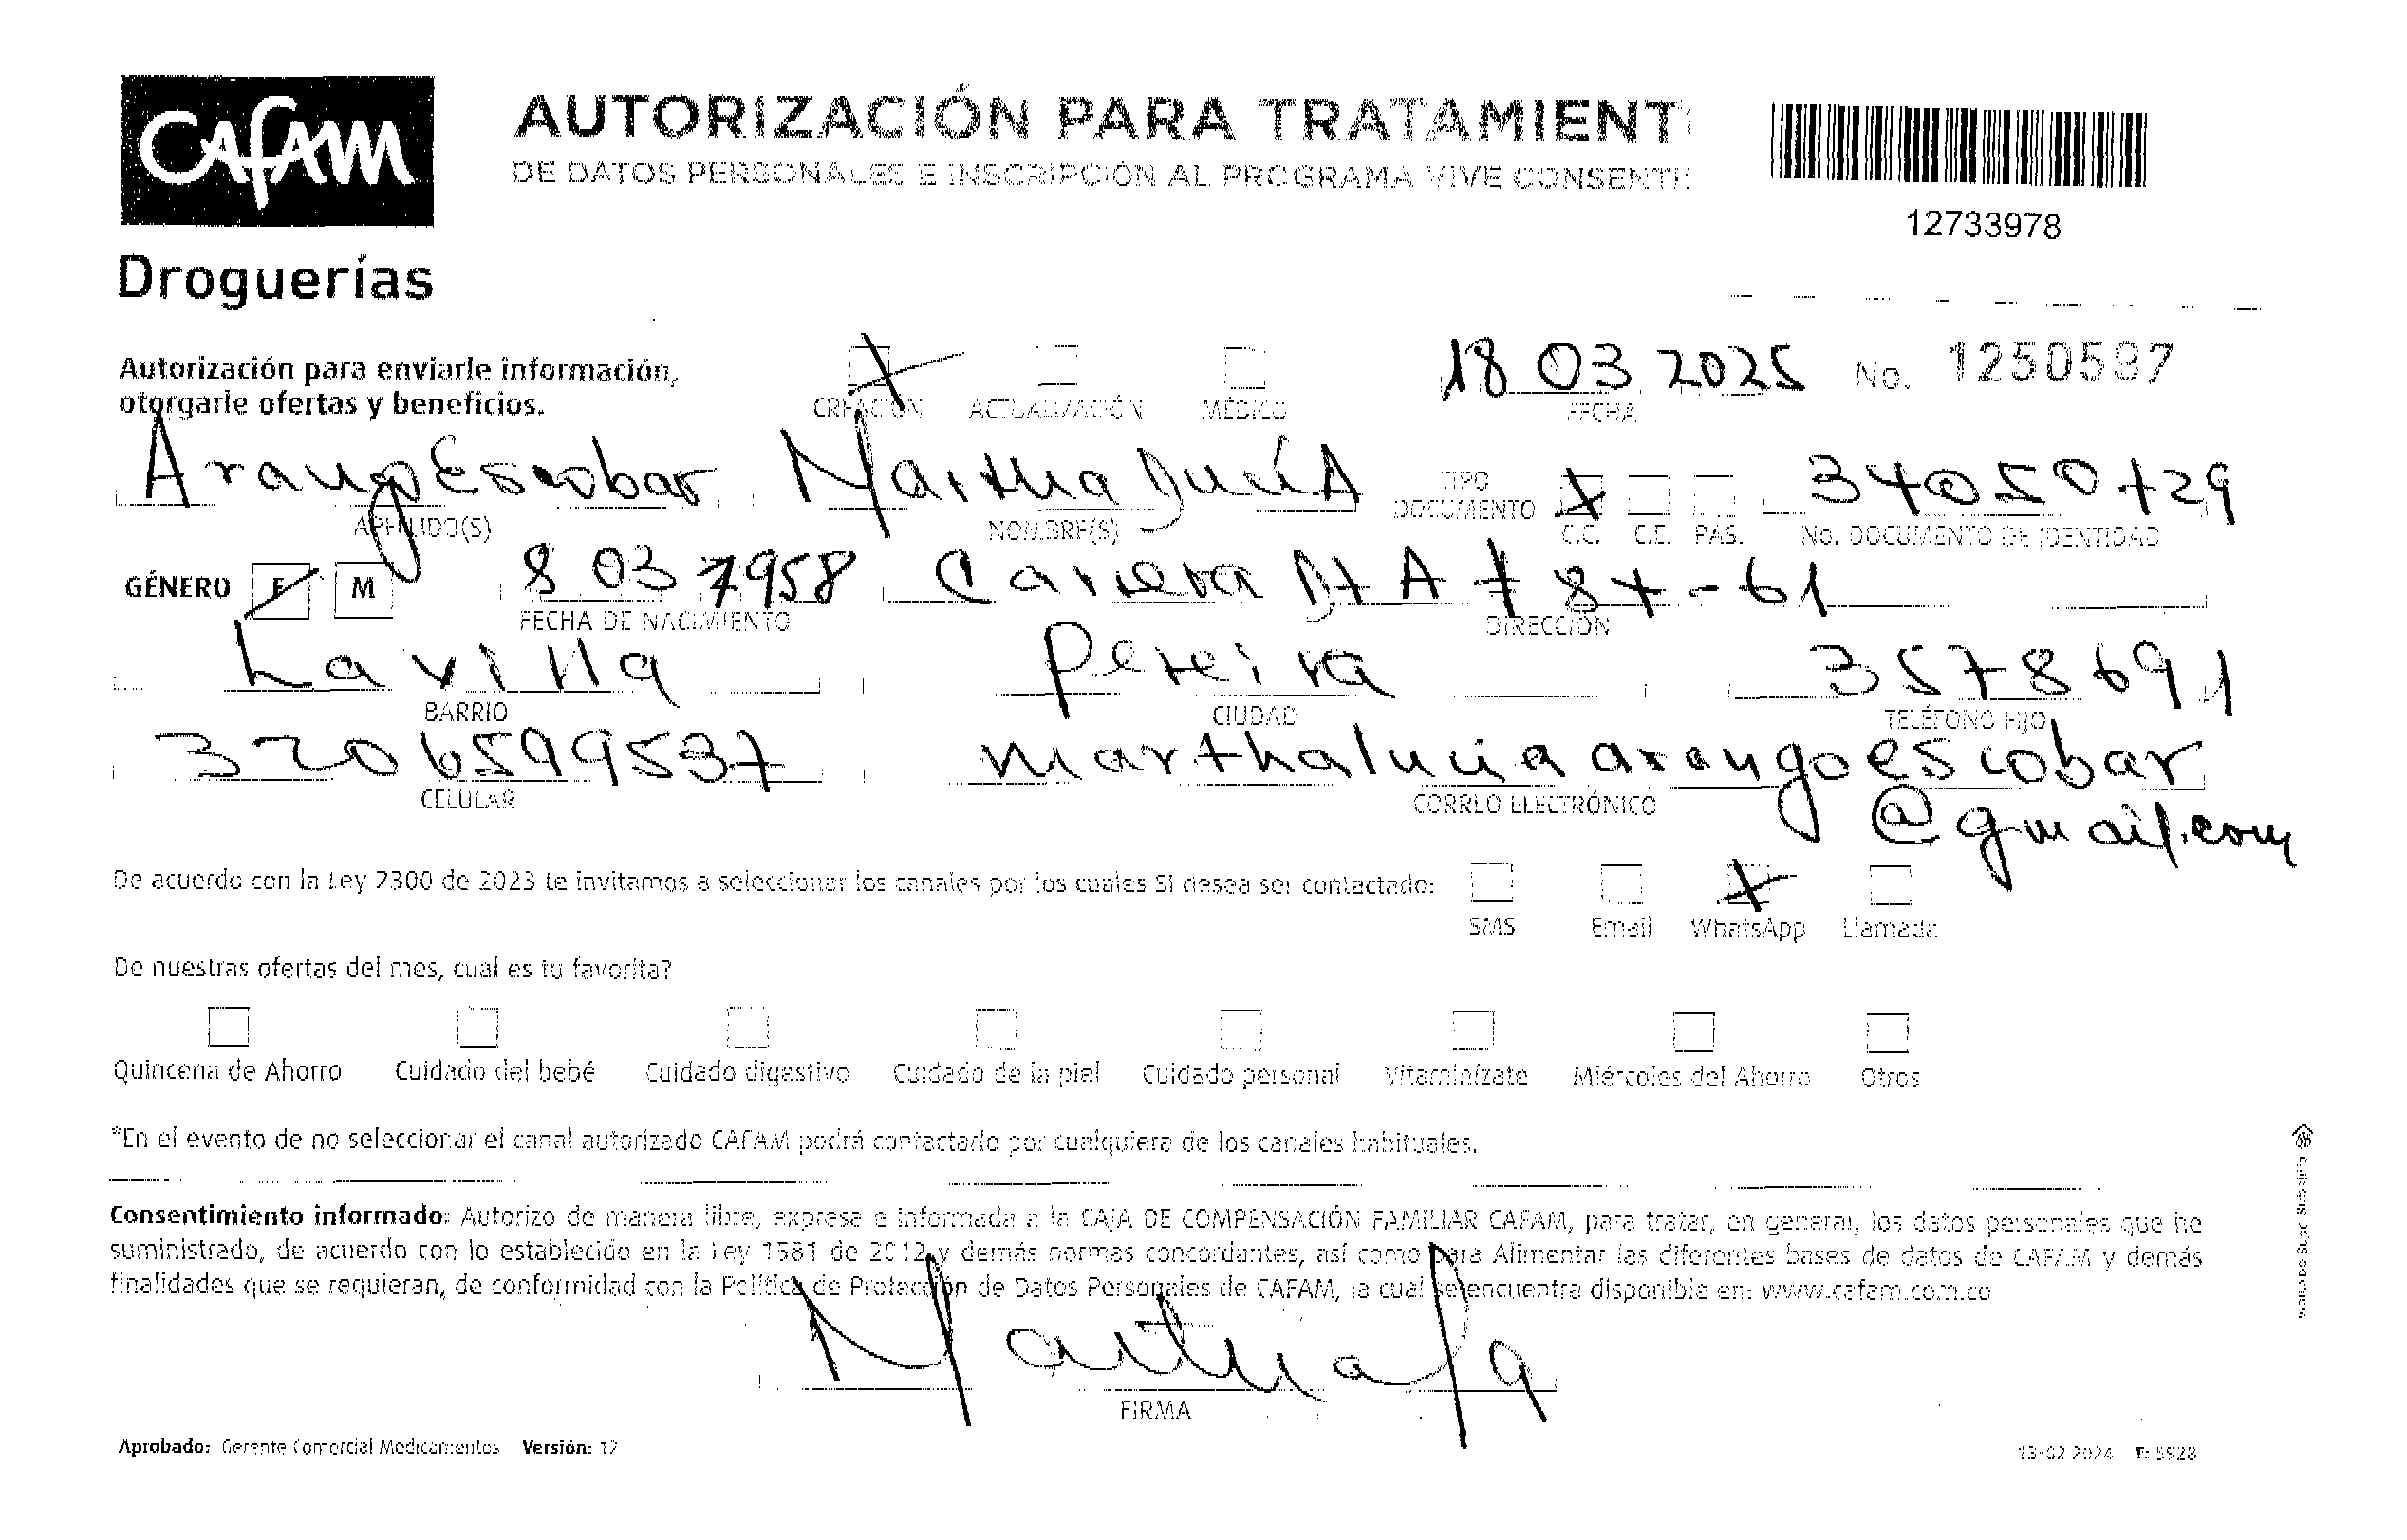 Cafam
AUTORIZACIÓN PARA TRATAMIENT
DE DATOS PERSONALES E INSCRIPCIÓN AL PROGRAMA VIVE CONSENTI
12733978
Droguerías
Autorización para enviarle información,
otorgarle ofertas y beneficios.
CREACIÓN ACTUALIZACIÓN MÉDICO
18 03 2025 No. 1250597
FECHA
Arango Escobar Martha Lucía 34050729
APELLIDO(S) NOMBRE(S) TIPO DOCUMENTO C.C. C.E. PAS. No. DOCUMENTO DE IDENTIDAD
GÉNERO F M 8 03 1958 Carrera 17 A # 87-61
FECHA DE NACIMIENTO DIRECCIÓN
La villa Pereira 3578691
BARRIO CIUDAD TELÉFONO FIJO
3206599537 marthaluciaarangoescobar
CELULAR CORREO ELECTRÓNICO
@gmail.com
De acuerdo con la Ley 2300 de 2023 te invitamos a seleccionar los canales por los cuales SI desea ser contactado:
SMS Email WhatsApp Llamada
De nuestras ofertas del mes, cual es tu favorita?
Quincena de Ahorro Cuidado del bebé Cuidado digestivo Cuidado de la piel Cuidado personal Vitaminízate Miércoles del Ahorro Otros
*En el evento de no seleccionar el canal autorizado CAFAM podrá contactarlo por cualquiera de los canales habituales.
Consentimiento informado: Autorizo de manera libre, expresa e informada a la CAJA DE COMPENSACIÓN FAMILIAR CAFAM, para tratar, en general, los datos personales que he
suministrado, de acuerdo con lo establecido en la Ley 1581 de 2012 y demás normas concordantes, así como para Alimentar las diferentes bases de datos de CAFAM y demás
finalidades que se requieran, de conformidad con la Política de Protección de Datos Personales de CAFAM, la cual se encuentra disponible en: www.cafam.com.co
Martha
FIRMA
Aprobado: Gerente Comercial Medicamentos Versión: 12
13-02 2024 F: 5928